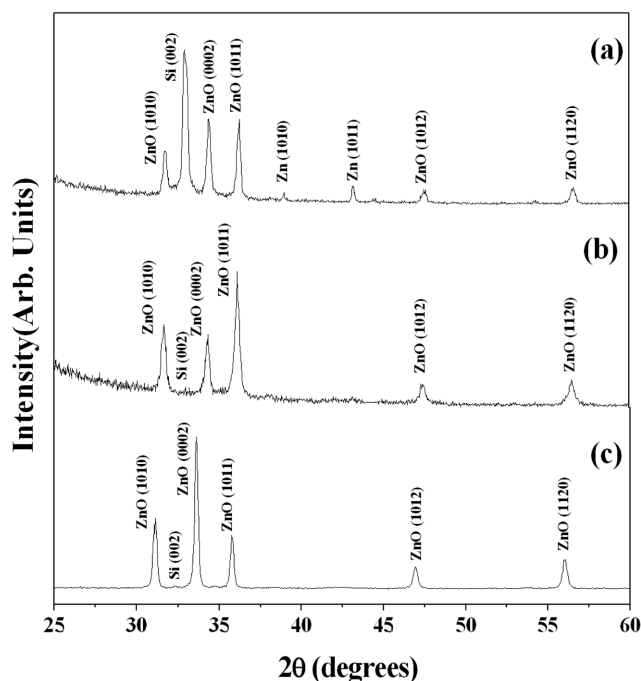 (a)
ZnO (1010)
Si (002)
ZnO (0002)
ZnO (1011)
Zn (1010)
Zn (1011)
ZnO (1012)
ZnO (1120)
(b)
ZnO (1010)
Si (002)
ZnO (0002)
ZnO (1011)
ZnO (1012)
ZnO (1120)
(c)
ZnO (1010)
Si (002)
ZnO (0002)
ZnO (1011)
ZnO (1012)
ZnO (1120)
Intensity(Arb. Units)
25 30 35 40 45 50 55 60
2θ (degrees)